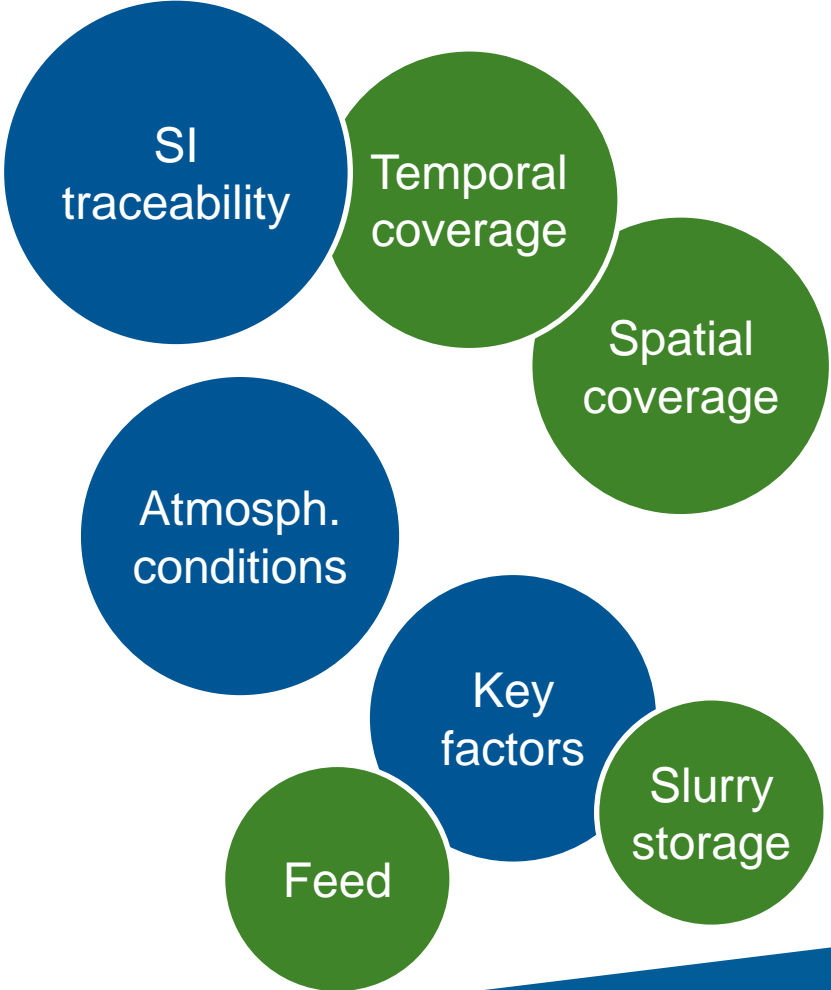 SI
traceability
Temporal
coverage
Spatial
coverage
Atmosph.
conditions
Key
factors
Slurry
storage
Feed